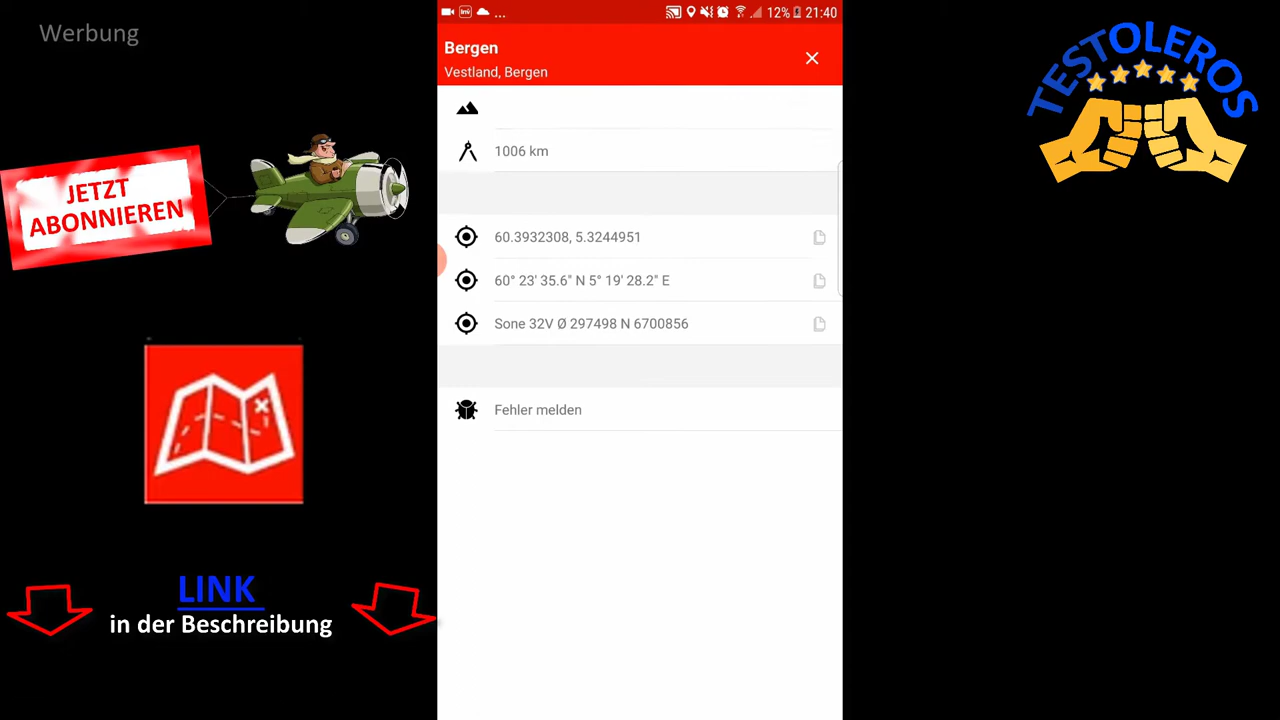 Werbung
JETZT
ABONNIEREN
LINK
in der Beschreibung
...
12%
21:40
Bergen
Vestland, Bergen
1006 km
60.3932308, 5.3244951
60° 23' 35.6" N 5° 19' 28.2" E
Sone 32V Ø 297498 N 6700856
Fehler melden
TESTOLEROS